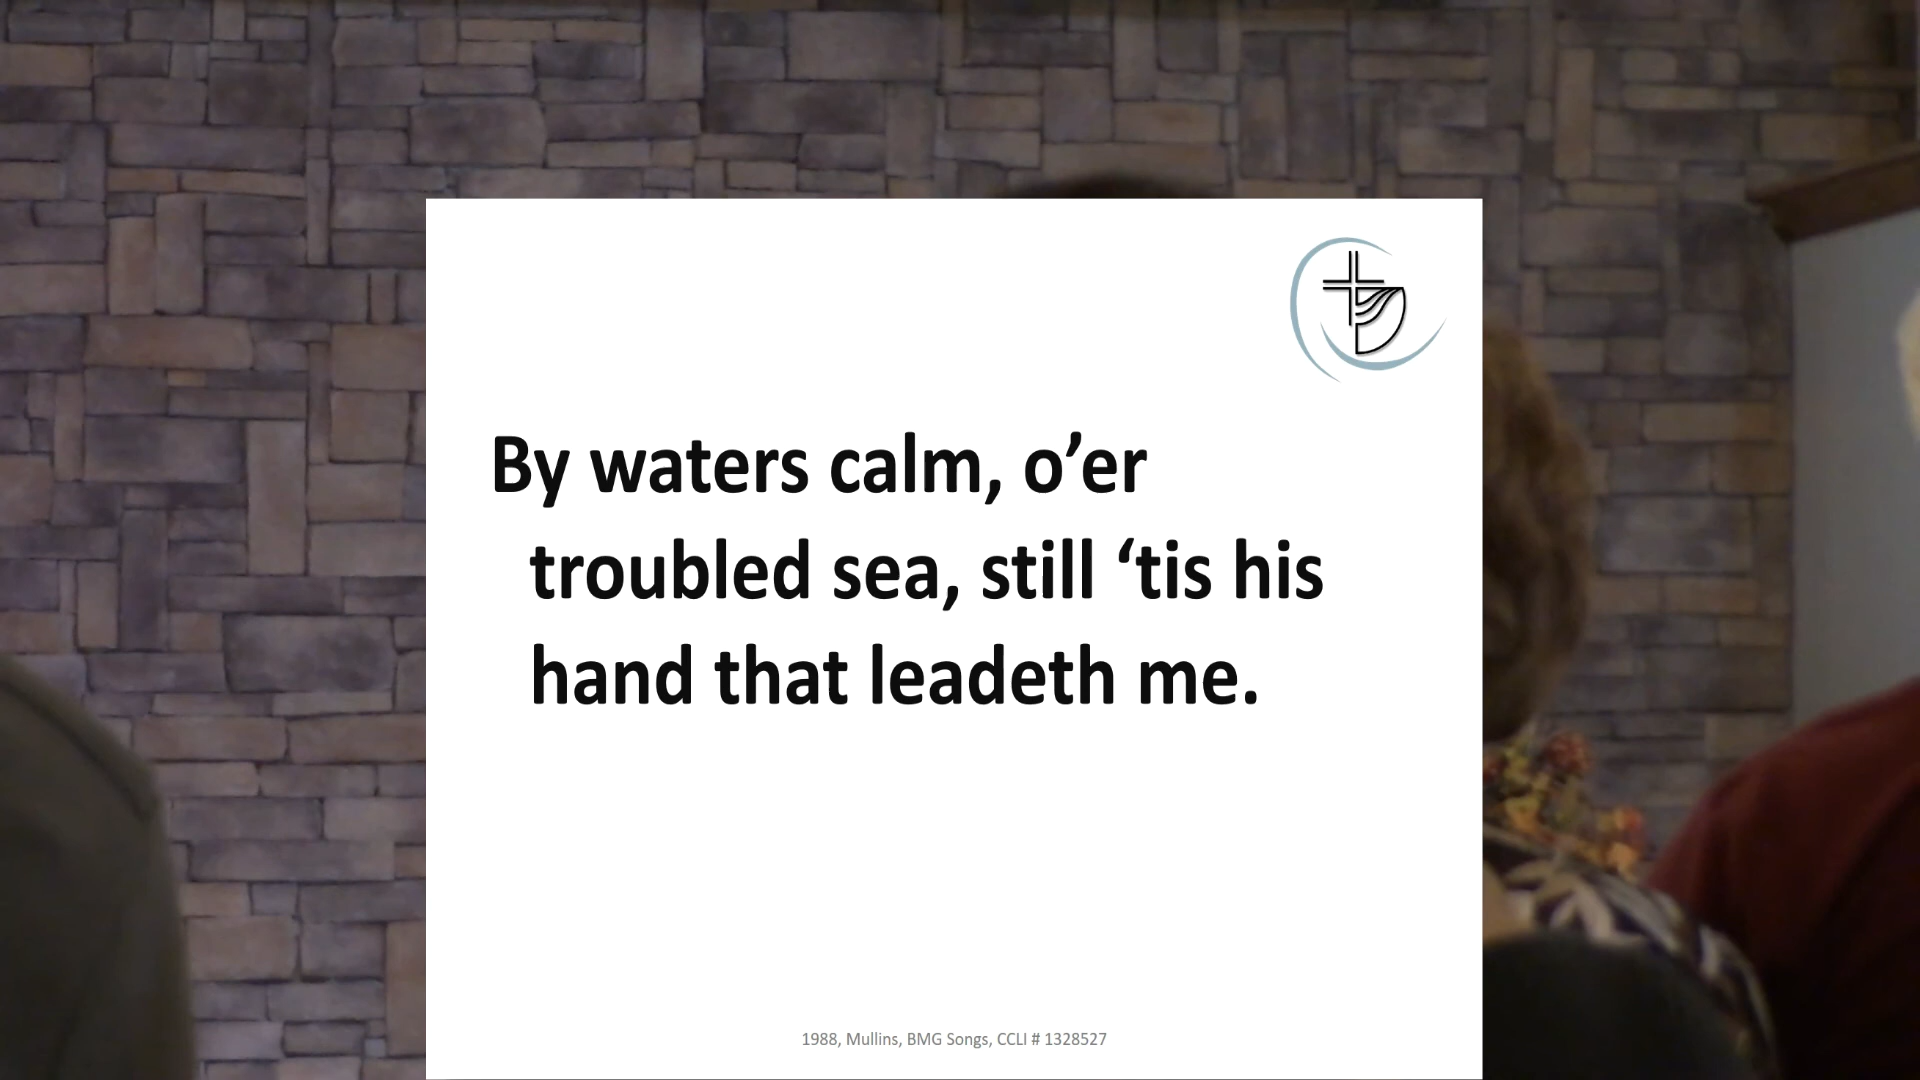 By waters calm, o’er
troubled sea, still ‘tis his
hand that leadeth me.
1988, Mullins, BMG Songs, CCLI # 1328527